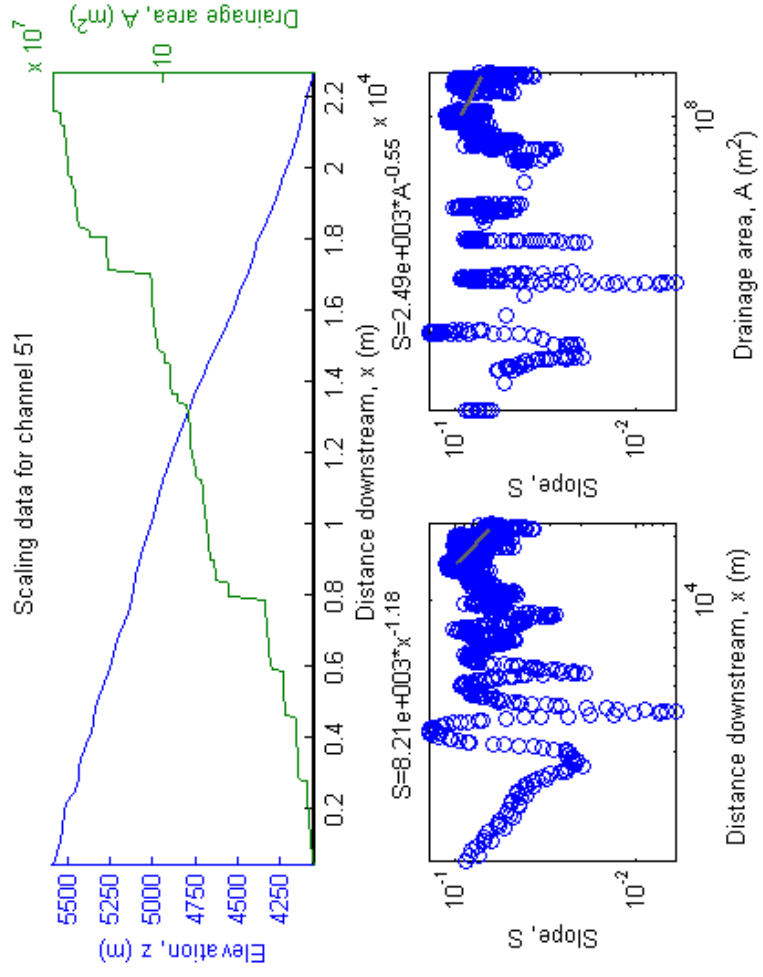 Scaling data for channel 51
x 10^7
5500
5250
5000
4750
4500
4250
Elevation, z (m)
10
Drainage area, A (m^2)
0.2
0.4
0.6
0.8
1
1.2
1.4
1.6
1.8
2
2.2
x 10^4
Distance downstream, x (m)
S=8.21e+003*x^-1.18
10^-1
10^-2
Slope, S
10^4
Distance downstream, x (m)
S=2.49e+003*A^-0.55
10^-1
10^-2
Slope, S
10^8
Drainage area, A (m^2)